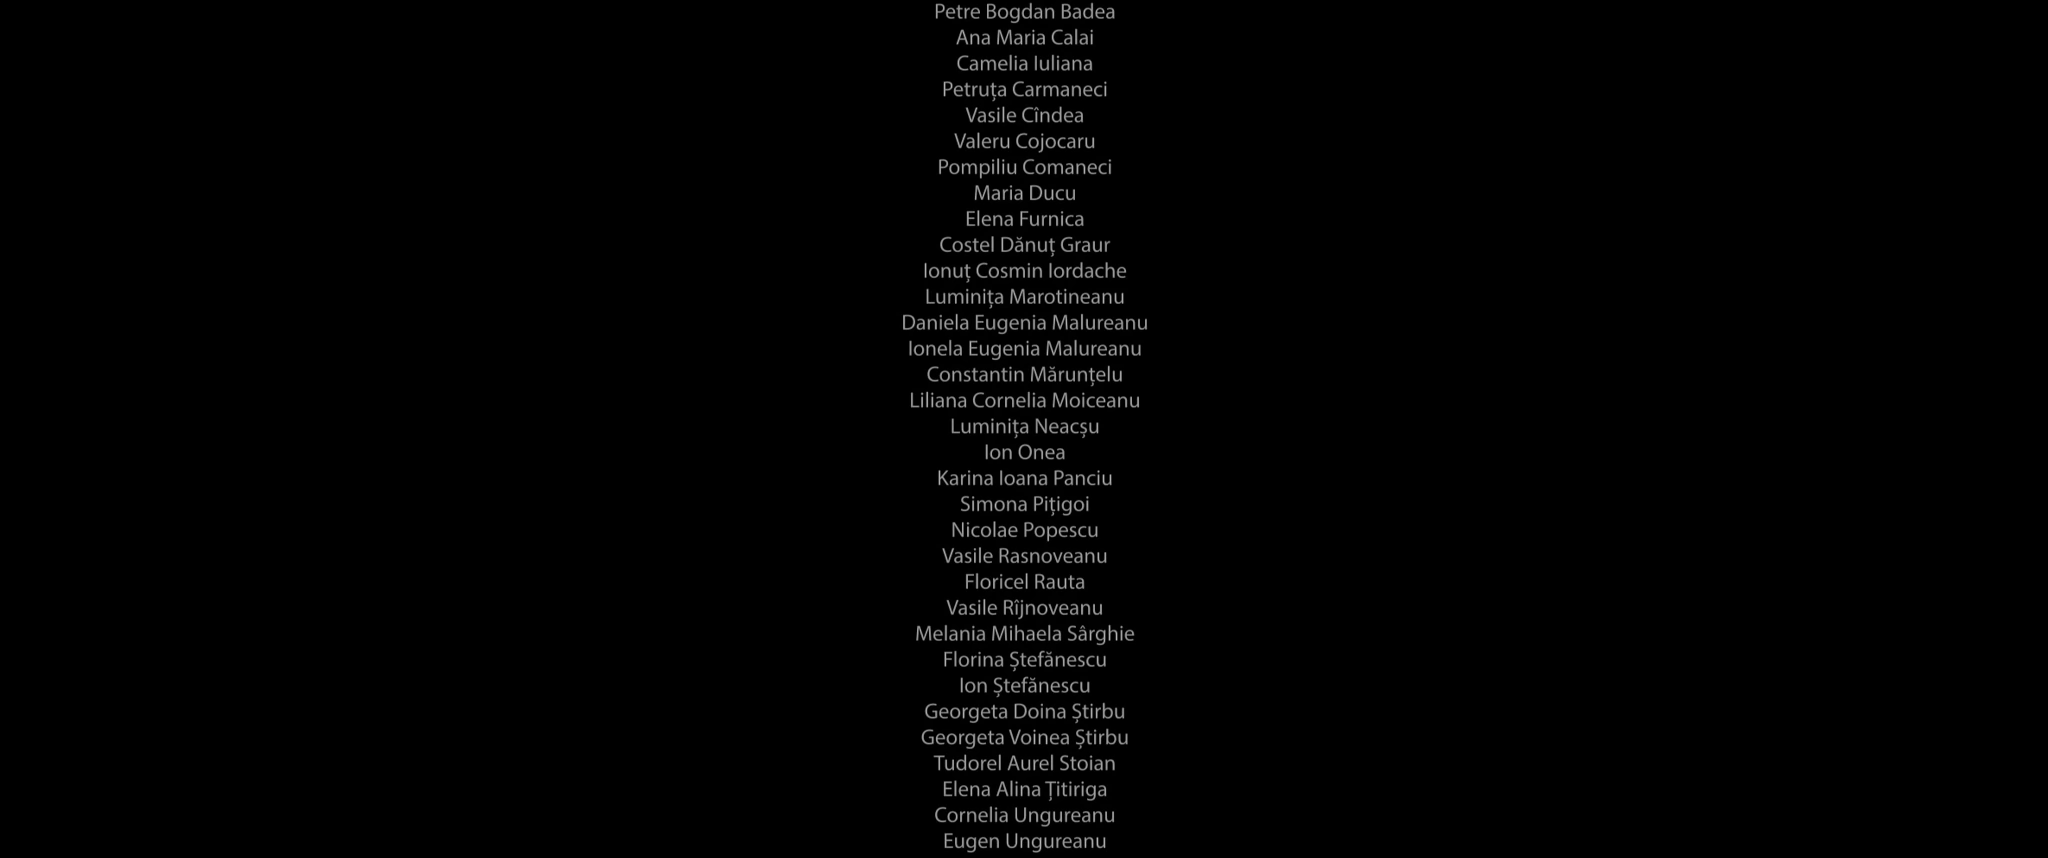 Petre Bogdan Badea
Ana Maria Calai
Camelia Iuliana
Petruța Carmaneci
Vasile Cîndea
Valeru Cojocaru
Pompiliu Comaneci
Maria Ducu
Elena Furnica
Costel Dănuț Graur
Ionuț Cosmin Iordache
Luminița Marotineanu
Daniela Eugenia Malureanu
Ionela Eugenia Malureanu
Constantin Mărunțelu
Liliana Cornelia Moiceanu
Luminița Neacșu
Ion Onea
Karina Ioana Panciu
Simona Pițigoi
Nicolae Popescu
Vasile Rasnoveanu
Floricel Rauta
Vasile Rîjnoveanu
Melania Mihaela Sârghie
Florina Ștefănescu
Ion Ștefănescu
Georgeta Doina Știrbu
Georgeta Voinea Știrbu
Tudorel Aurel Stoian
Elena Alina Țitiriga
Cornelia Ungureanu
Eugen Ungureanu